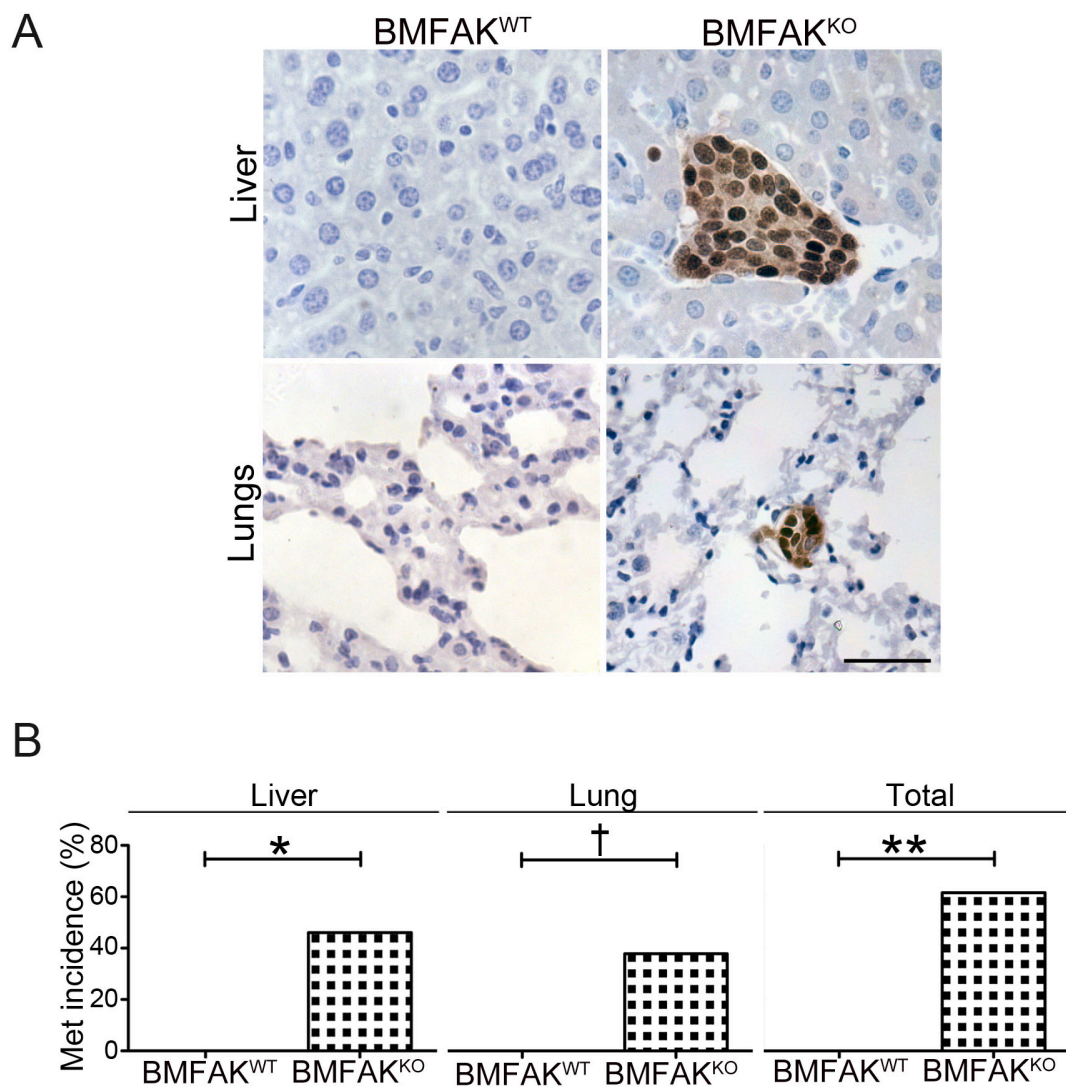 A
BMFAK^WT BMFAK^KO
Liver
Lungs
B
Liver Lung Total
Met incidence (%)
80
60
40
20
0
* † **
BMFAK^WT BMFAK^KO BMFAK^WT BMFAK^KO BMFAK^WT BMFAK^KO